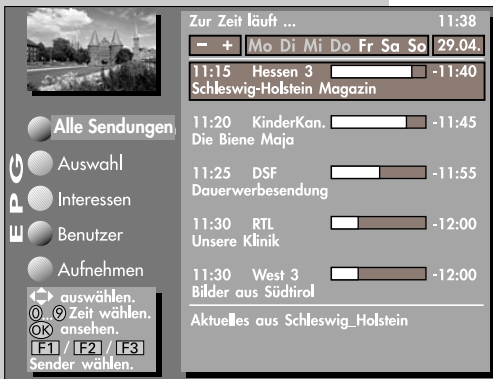 Zur Zeit läuft ... 11:38
- + Mo Di Mi Do Fr Sa So 29.04.
11:15 Hessen 3 -11:40
Schleswig-Holstein Magazin
11:20 KinderKan. -11:45
Die Biene Maja
11:25 DSF -11:55
Dauerwerbesendung
11:30 RTL -12:00
Unsere Klinik
11:30 West 3 -12:00
Bilder aus Südtirol
Aktuelles aus Schleswig_Holstein
EPG
Alle Sendungen
Auswahl
Interessen
Benutzer
Aufnehmen
auswählen.
0...9 Zeit wählen.
OK ansehen.
F1 / F2 / F3
Sender wählen.